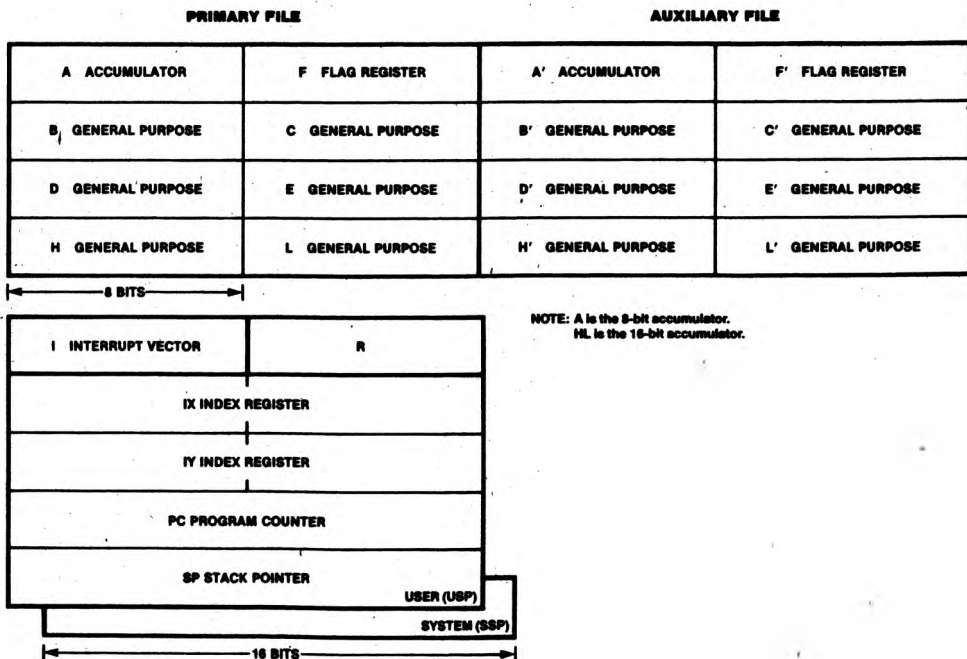 PRIMARY FILE
AUXILIARY FILE
A ACCUMULATOR
F FLAG REGISTER
A' ACCUMULATOR
F' FLAG REGISTER
B GENERAL PURPOSE
C GENERAL PURPOSE
B' GENERAL PURPOSE
C' GENERAL PURPOSE
D GENERAL PURPOSE
E GENERAL PURPOSE
D' GENERAL PURPOSE
E' GENERAL PURPOSE
H GENERAL PURPOSE
L GENERAL PURPOSE
H' GENERAL PURPOSE
L' GENERAL PURPOSE
8 BITS
NOTE: A is the 8-bit accumulator.
HL is the 16-bit accumulator.
I INTERRUPT VECTOR
R
IX INDEX REGISTER
IY INDEX REGISTER
PC PROGRAM COUNTER
SP STACK POINTER
USER (USP)
SYSTEM (SSP)
16 BITS